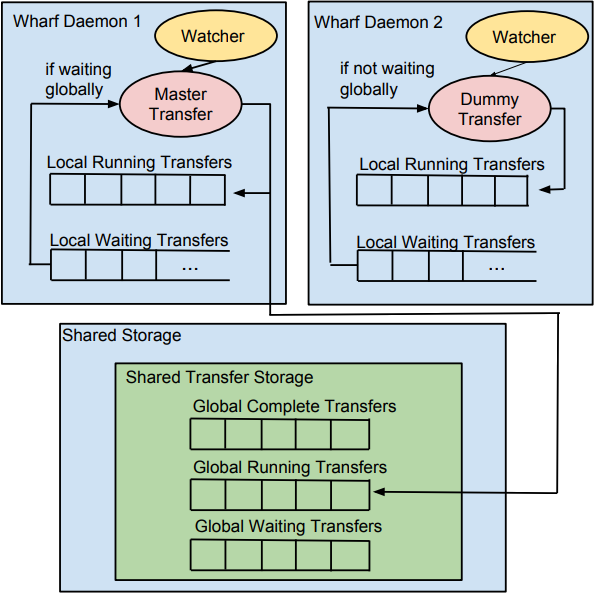 Wharf Daemon 1
Watcher
if waiting
globally
Master
Transfer
Local Running Transfers
Local Waiting Transfers
...
Wharf Daemon 2
Watcher
if not waiting
globally
Dummy
Transfer
Local Running Transfers
Local Waiting Transfers
...
Shared Storage
Shared Transfer Storage
Global Complete Transfers
Global Running Transfers
Global Waiting Transfers